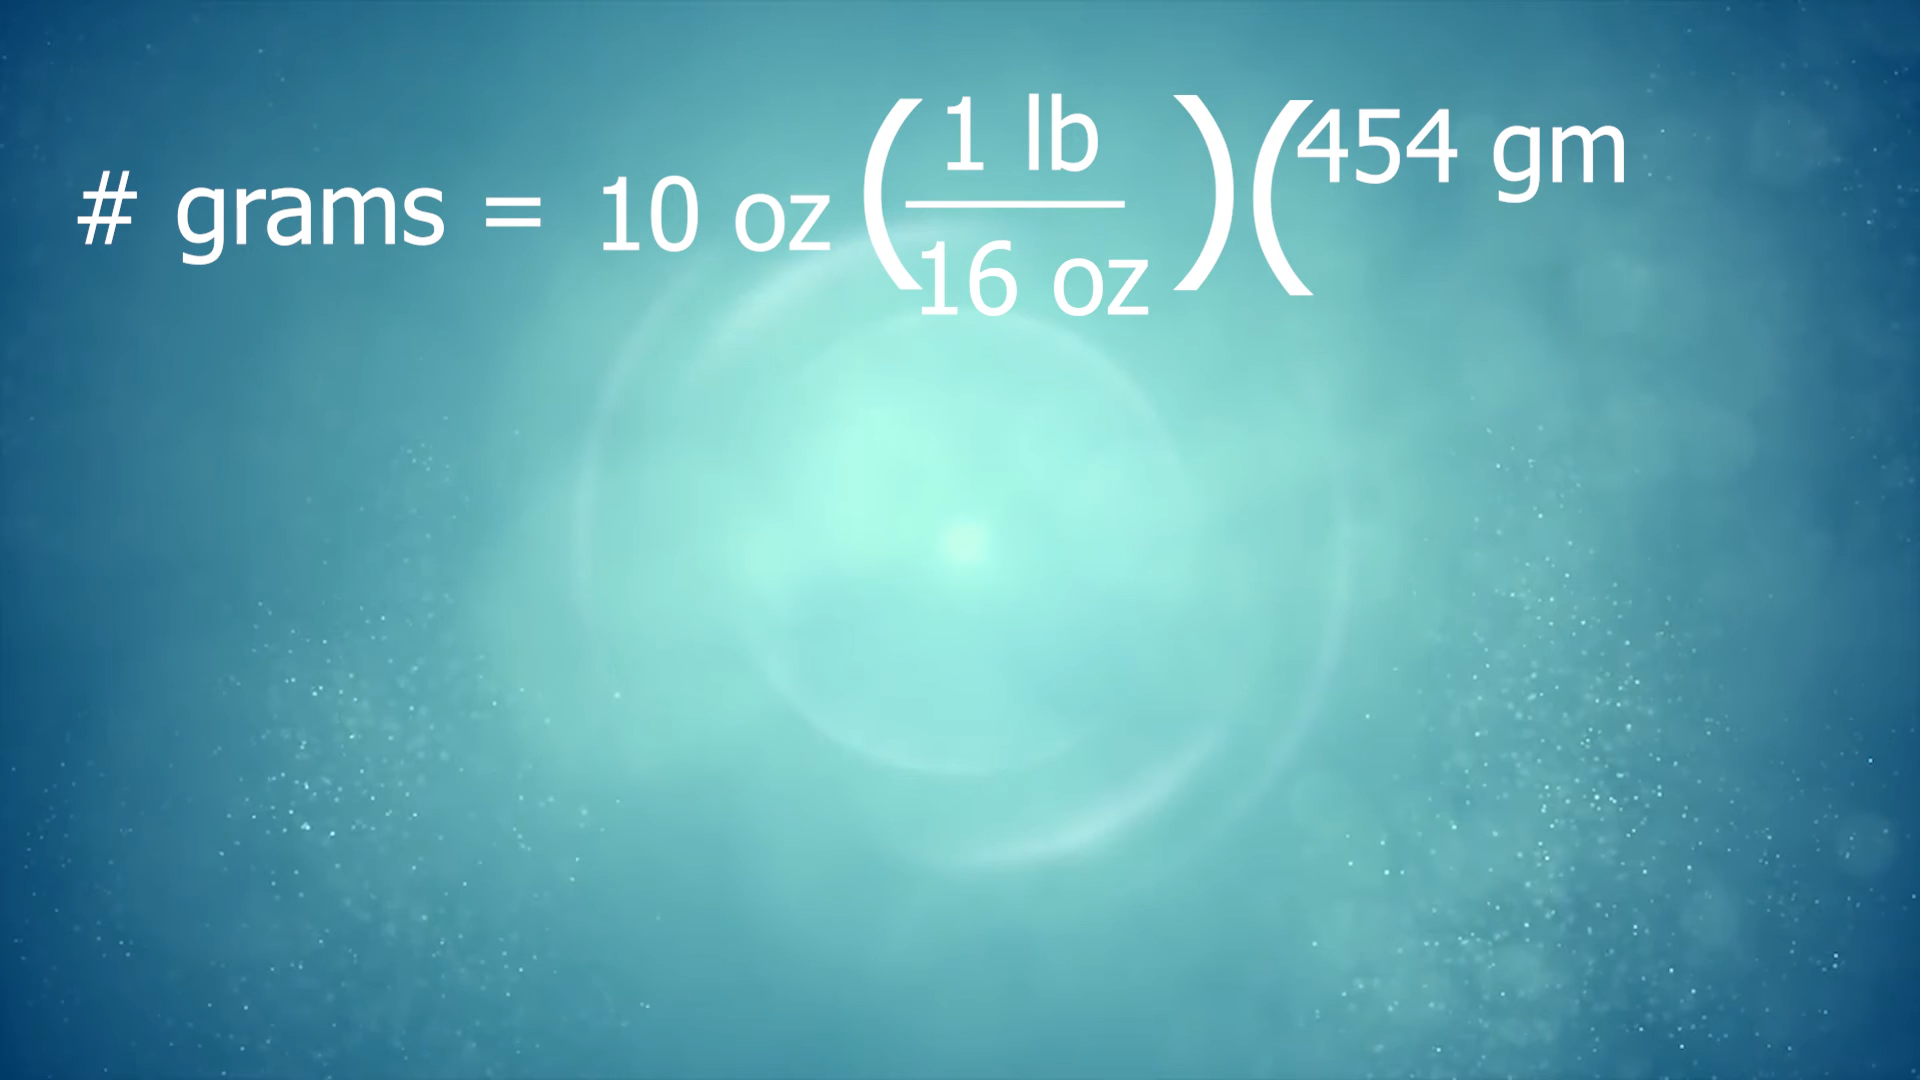 # grams = 10 oz ( 1 lb / 16 oz ) ( 454 gm